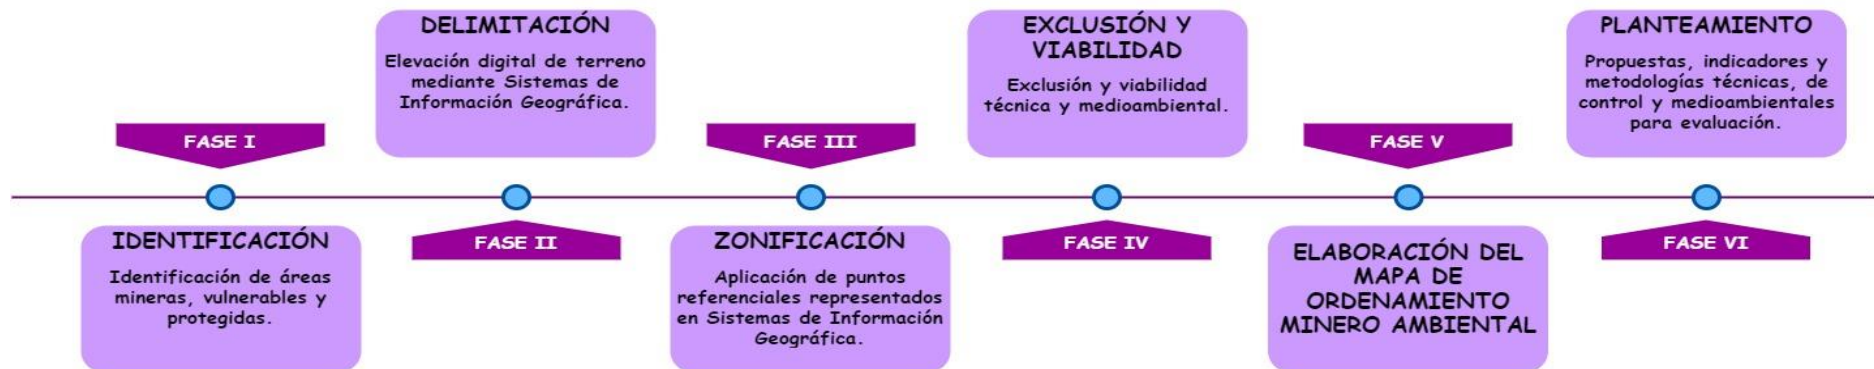 FASE I
IDENTIFICACIÓN
Identificación de áreas
mineras, vulnerables y
protegidas.
DELIMITACIÓN
Elevación digital de terreno
mediante Sistemas de
Información Geográfica.
FASE II
FASE III
ZONIFICACIÓN
Aplicación de puntos
referenciales representados
en Sistemas de Información
Geográfica.
EXCLUSIÓN Y
VIABILIDAD
Exclusión y viabilidad
técnica y medioambiental.
FASE IV
FASE V
ELABORACIÓN DEL
MAPA DE
ORDENAMIENTO
MINERO AMBIENTAL
PLANTEAMIENTO
Propuestas, indicadores y
metodologías técnicas, de
control y medioambientales
para evaluación.
FASE VI